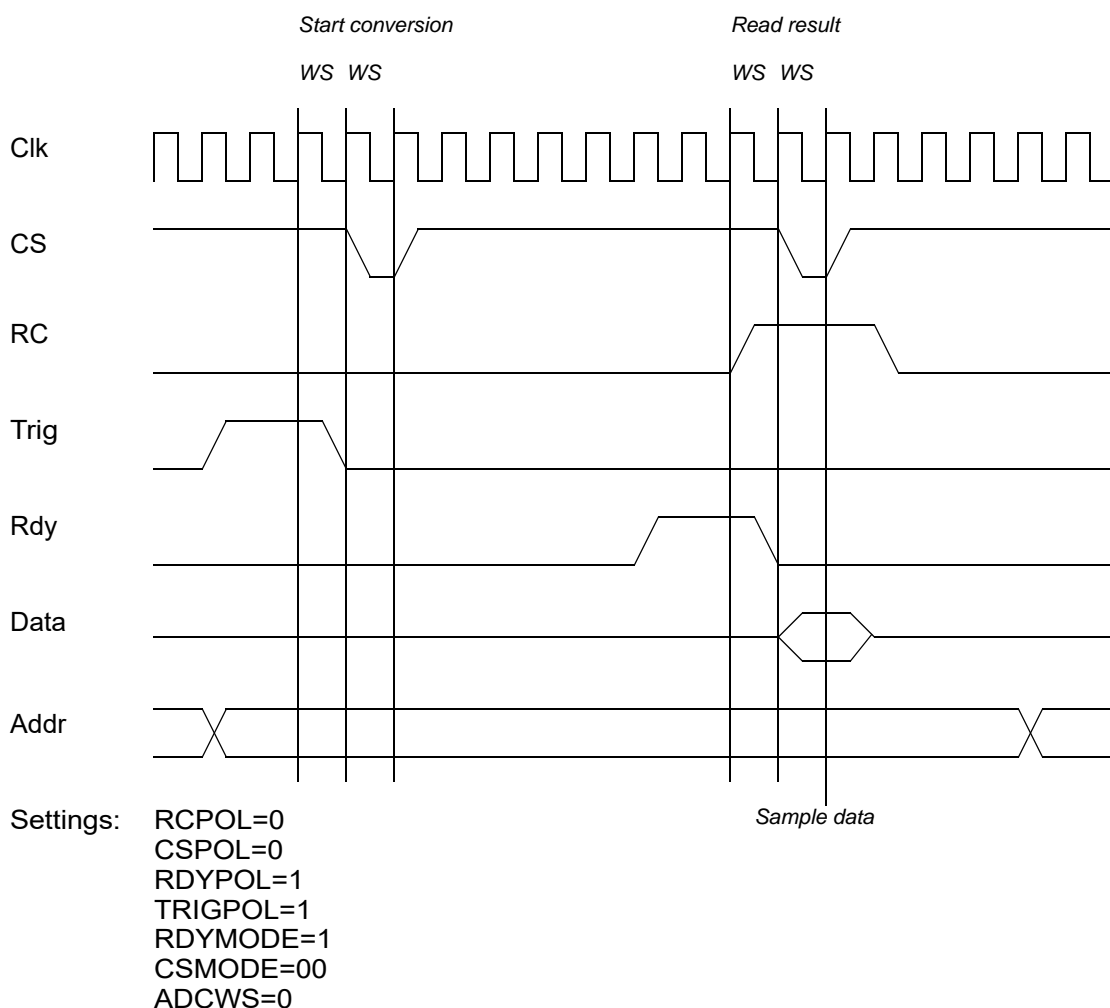 Start conversion Read result
WS WS WS WS
Clk
CS
RC
Trig
Rdy
Data
Addr
Sample data
Settings: RCPOL=0
CSPOL=0
RDYPOL=1
TRIGPOL=1
RDYMODE=1
CSMODE=00
ADCWS=0